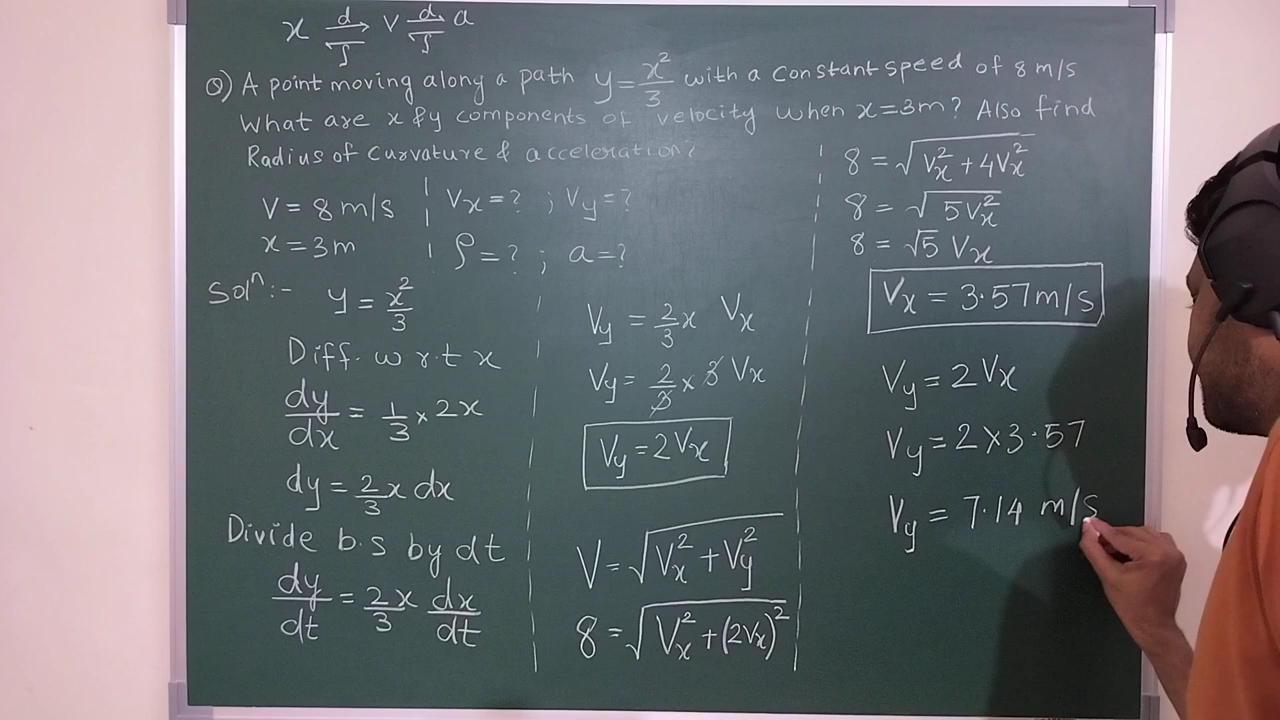 x d/∫ → v d/∫ → a
Q) A point moving along a path y = x²/3 with a constant speed of 8 m/s
What are x & y components of velocity when x = 3m? Also find
Radius of curvature & acceleration?
V = 8 m/s
x = 3m
Vx = ? ; Vy = ?
ρ = ? ; a = ?
Solⁿ :- y = x²/3
Diff. w r.t x
dy/dx = 1/3 × 2x
dy = 2/3 x dx
Divide b.s by dt
dy/dt = 2/3 x dx/dt
Vy = 2/3 x Vx
Vy = 2/3 × 3 Vx
Vy = 2Vx
V = √(Vx² + Vy²)
8 = √(Vx² + (2Vx)²)
8 = √(Vx² + 4Vx²)
8 = √(5Vx²)
8 = √5 Vx
Vx = 3.57 m/s
Vy = 2Vx
Vy = 2 × 3.57
Vy = 7.14 m/s